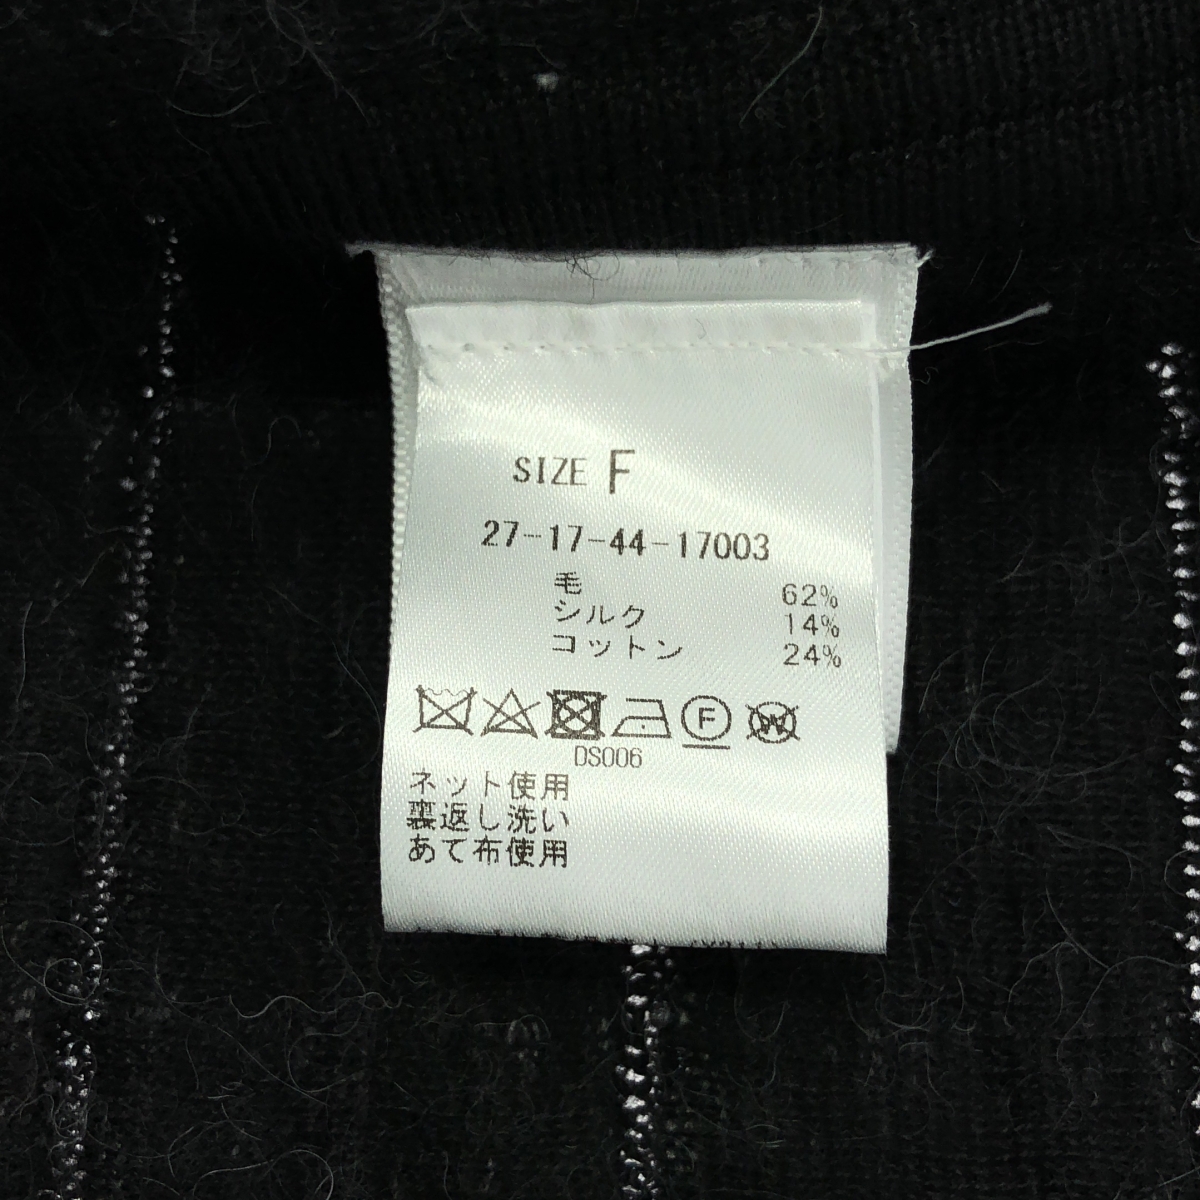 SIZE F
27-17-44-17003
毛 62%
シルク 14%
コットン 24%
F W
DS006
ネット使用
裏返し洗い
あて布使用